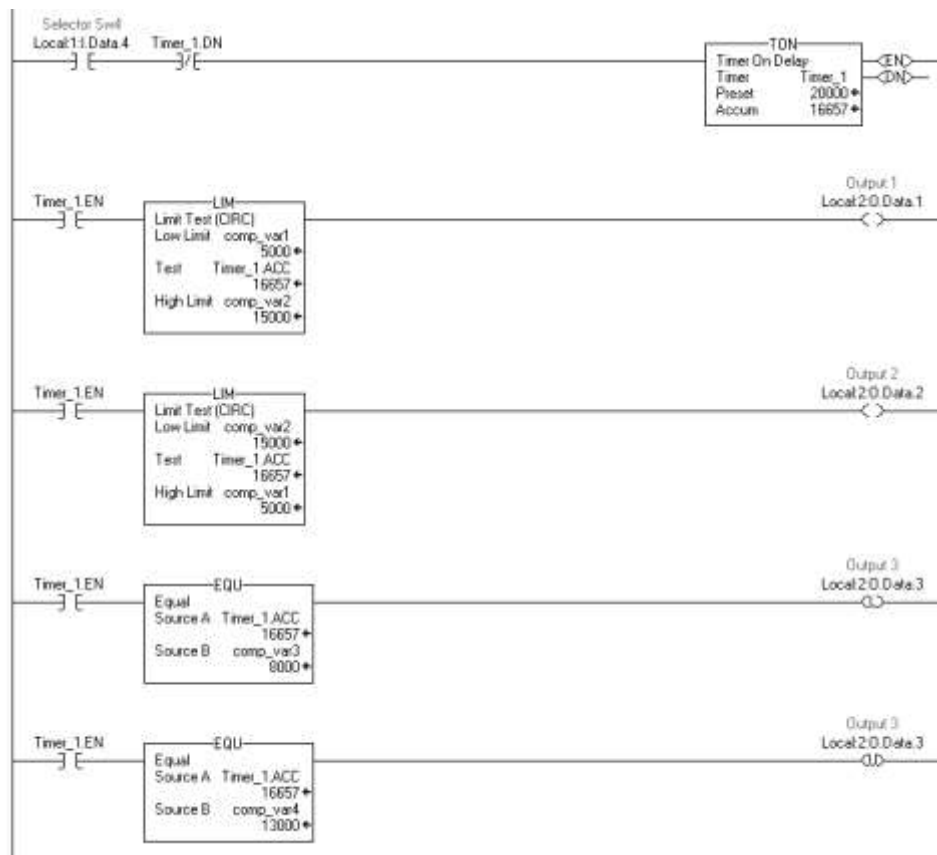 Selector Sw4
Local:1:I.Data.4 Timer_1.DN
TON
Timer On Delay
Timer Timer_1
Preset 20000
Accum 16657
EN
DN
Output 1
Timer_1.EN Local:2:O.Data.1
LIM
Limit Test (CIRC)
Low Limit comp_var1
5000
Test Timer_1.ACC
16657
High Limit comp_var2
15000
Output 2
Timer_1.EN Local:2:O.Data.2
LIM
Limit Test (CIRC)
Low Limit comp_var2
15000
Test Timer_1.ACC
16657
High Limit comp_var1
5000
Output 3
Timer_1.EN Local:2:O.Data.3
EQU
Equal
Source A Timer_1.ACC
16657
Source B comp_var3
8000
Output 3
Timer_1.EN Local:2:O.Data.3
EQU
Equal
Source A Timer_1.ACC
16657
Source B comp_var4
13000